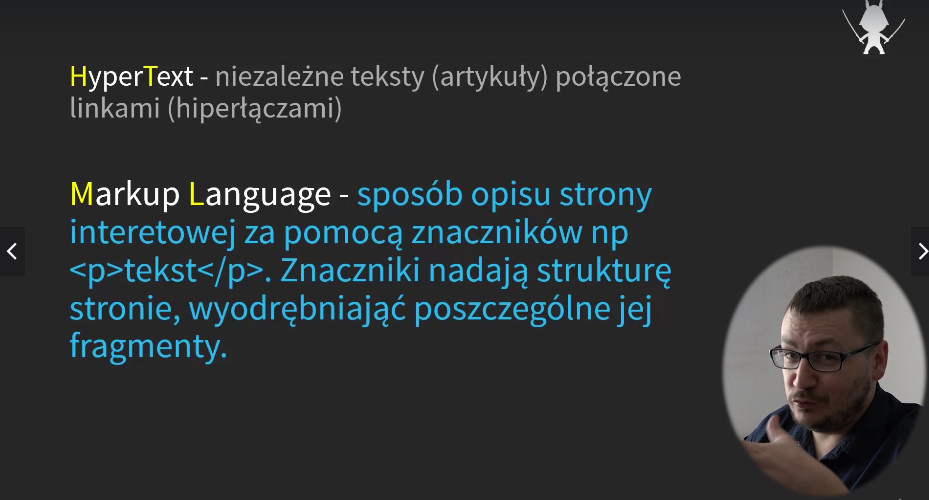 HyperText - niezależne teksty (artykuły) połączone
linkami (hiperłączami)
Markup Language - sposób opisu strony
interetowej za pomocą znaczników np
<p>tekst</p>. Znaczniki nadają strukturę
stronie, wyodrębniająć poszczególne jej
fragmenty.